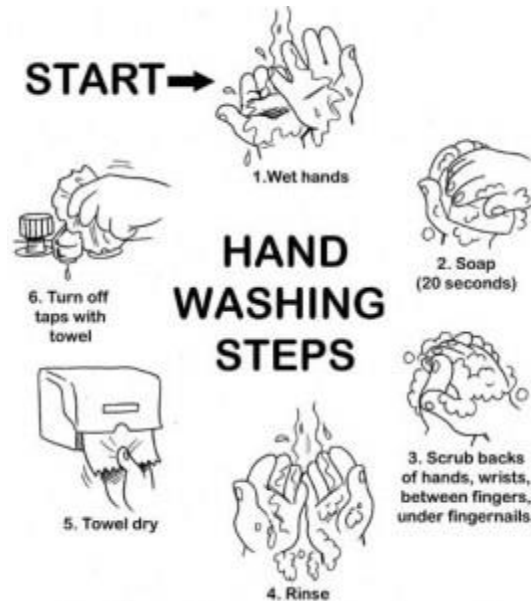 START
1.Wet hands
2. Soap
(20 seconds)
HAND
WASHING
STEPS
3. Scrub backs
of hands, wrists,
between fingers,
under fingernails
4. Rinse
5. Towel dry
6. Turn off
taps with
towel